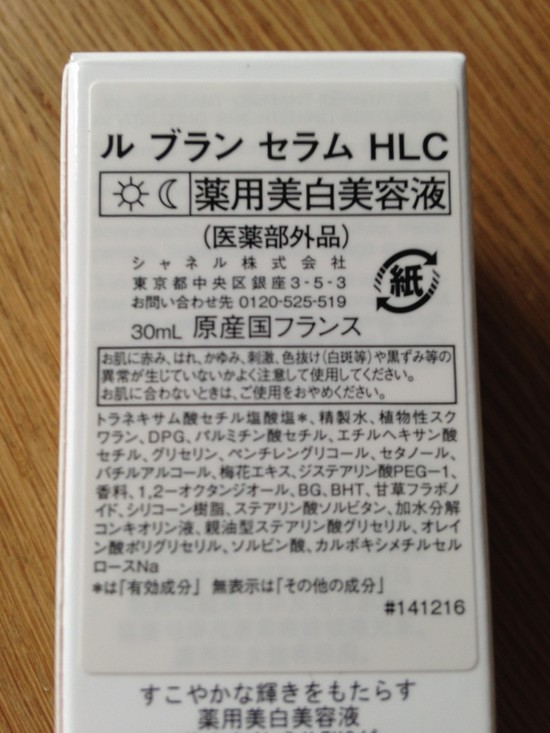 ル ブラン セラム HLC
薬用美白美容液
(医薬部外品)
シャネル株式会社
東京都中央区銀座3-5-3
お問い合わせ先 0120-525-519
紙
30mL 原産国フランス
お肌に赤み、はれ、かゆみ、刺激、色抜け(白斑等)や黒ずみ等の
異常が生じていないかよく注意して使用してください。
お肌に合わないときは、ご使用をおやめください。
トラネキサム酸セチル塩酸塩*、精製水、植物性スク
ワラン、DPG、パルミチン酸セチル、エチルヘキサン酸
セチル、グリセリン、ペンチレングリコール、セタノール、
バチルアルコール、梅花エキス、ジステアリン酸PEG-1、
香料、1,2-オクタンジオール、BG、BHT、甘草フラボノ
イド、シリコーン樹脂、ステアリン酸ソルビタン、加水分解
コンキオリン液、親油型ステアリン酸グリセリル、オレイ
ン酸ポリグリセリル、ソルビン酸、カルボキシメチルセル
ロースNa
*は「有効成分」 無表示は「その他の成分」
#141216
すこやかな輝きをもたらす
薬用美白美容液